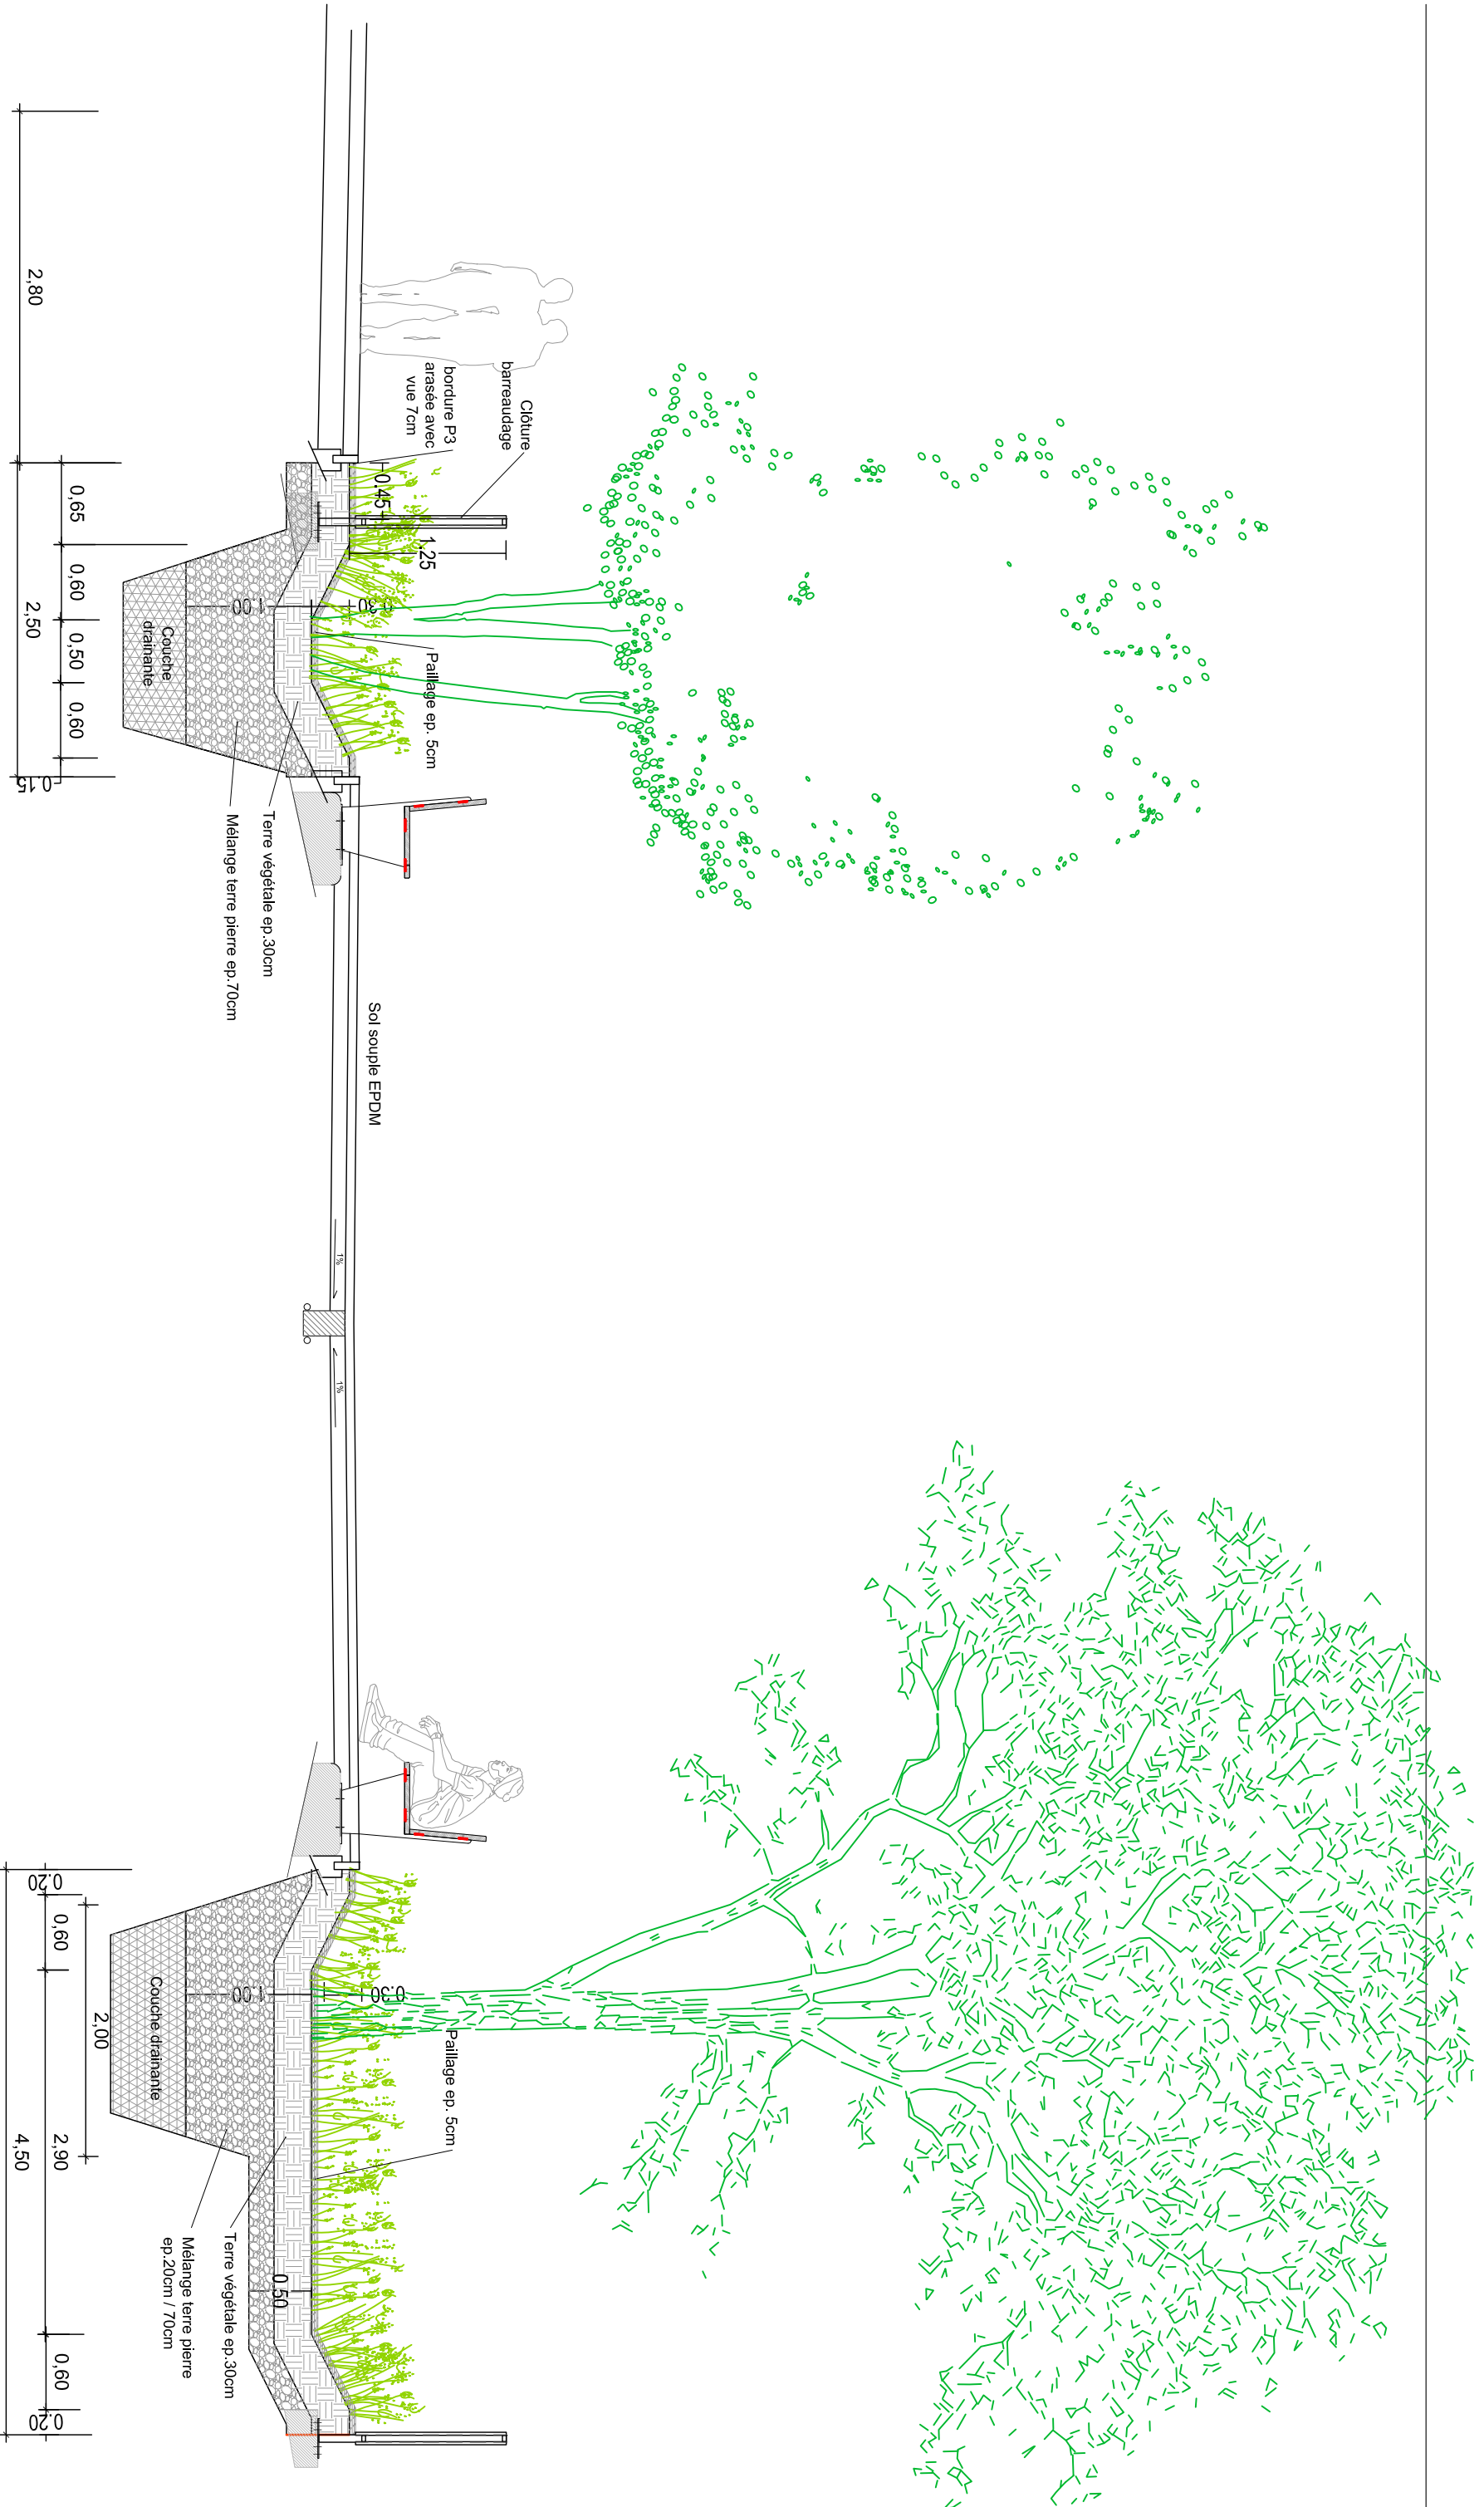 Clôture
barreaudage
bordure P3
arasée avec
vue 7cm
0.45
1.25
0.30
1.00
Paillage ep. 5cm
Couche
drainante
Terre végétale ep.30cm
Mélange terre pierre ep.70cm
2,80
0,65
0,60
0,50
0,60
0.15
2,50
Sol souple EPDM
1%
1%
0.30
1.00
Paillage ep. 5cm
Couche drainante
0.50
Terre végétale ep.30cm
Mélange terre pierre
ep.20cm / 70cm
2,00
0.20
0,60
2,90
0,60
0.20
4,50